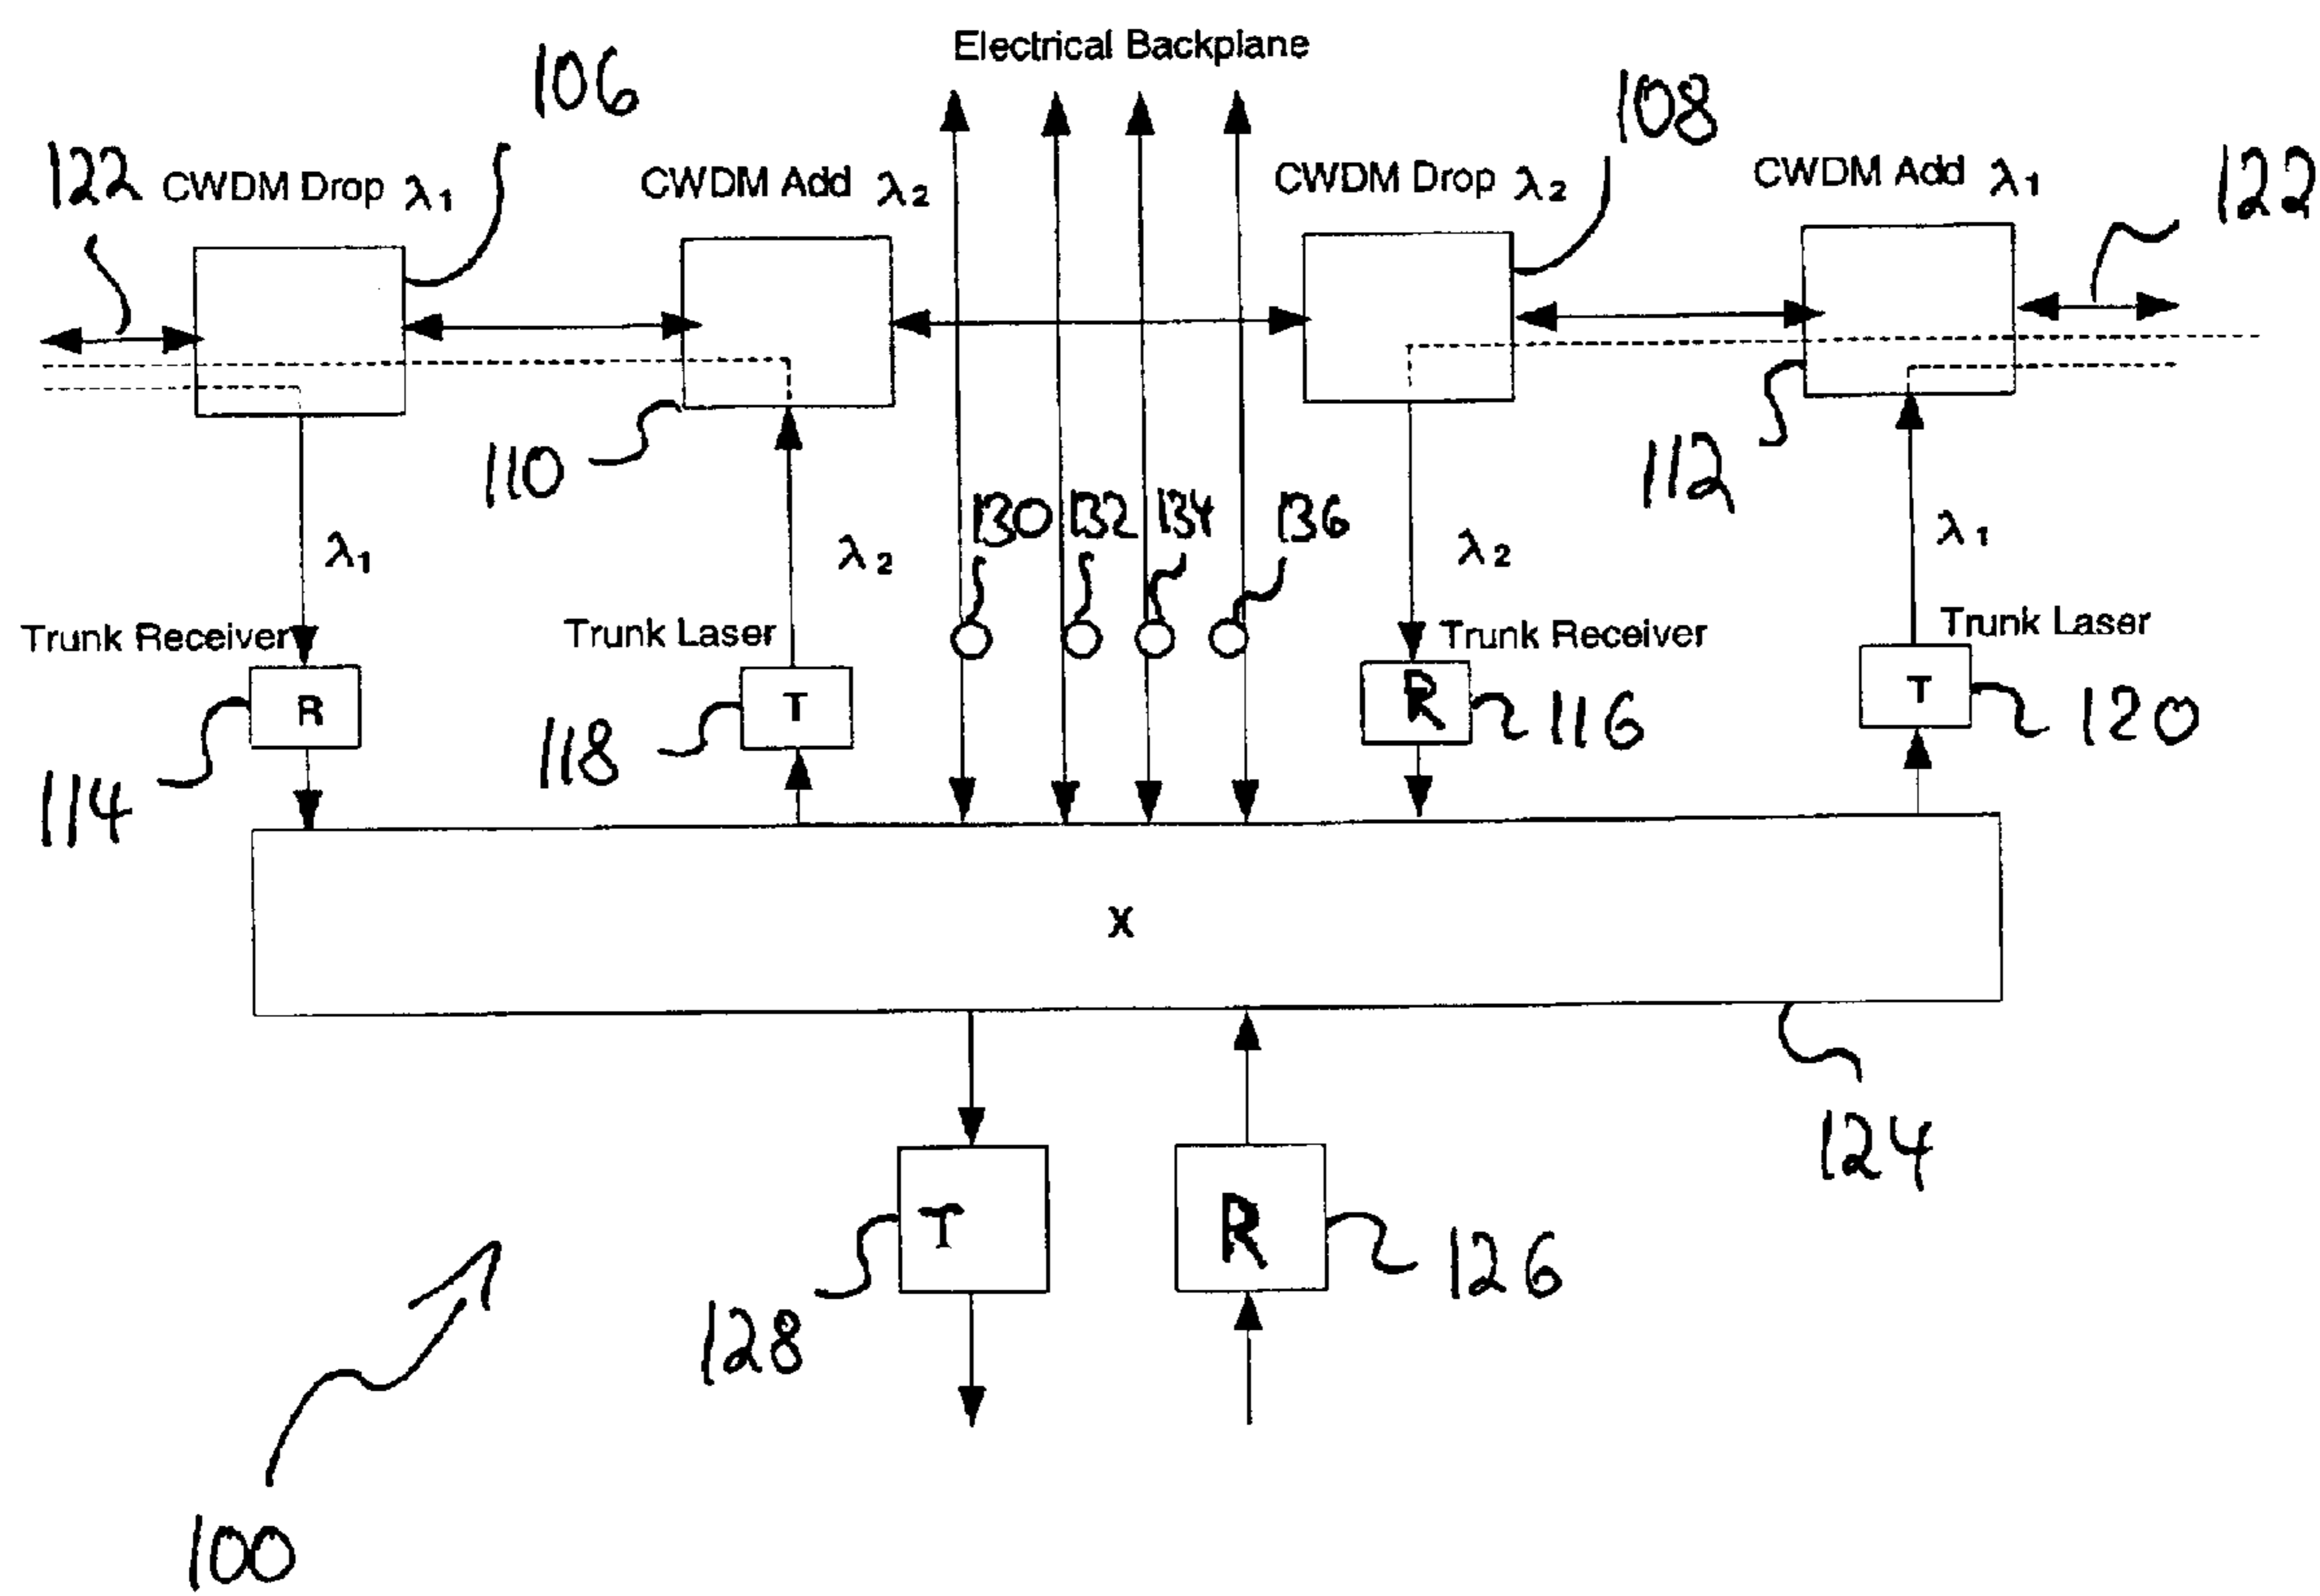 Electrical Backplane
106
108
122 CWDM Drop λ1
CWDM Add λ2
CWDM Drop λ2
CWDM Add λ1
122
110
112
130 132 134 136
λ1
λ2
λ2
λ1
Trunk Receiver
Trunk Laser
Trunk Receiver
Trunk Laser
R
T
R
T
114
118
116
120
X
124
T
R
128
126
100